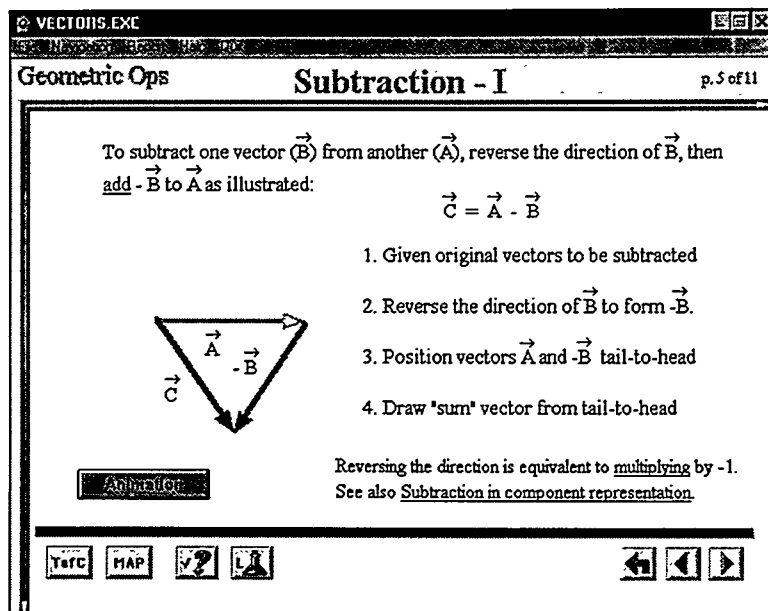 VECTORS.EXC
Geometric Ops
Subtraction - I
p. 5 of 11
To subtract one vector (B⃗) from another (A⃗), reverse the direction of B⃗, then
add - B⃗ to A⃗ as illustrated:
C⃗ = A⃗ - B⃗
1. Given original vectors to be subtracted
2. Reverse the direction of B⃗ to form -B⃗.
3. Position vectors A⃗ and -B⃗ tail-to-head
4. Draw "sum" vector from tail-to-head
A⃗
- B⃗
C⃗
Animation
Reversing the direction is equivalent to multiplying by -1.
See also Subtraction in component representation.
TofC MAP √? L